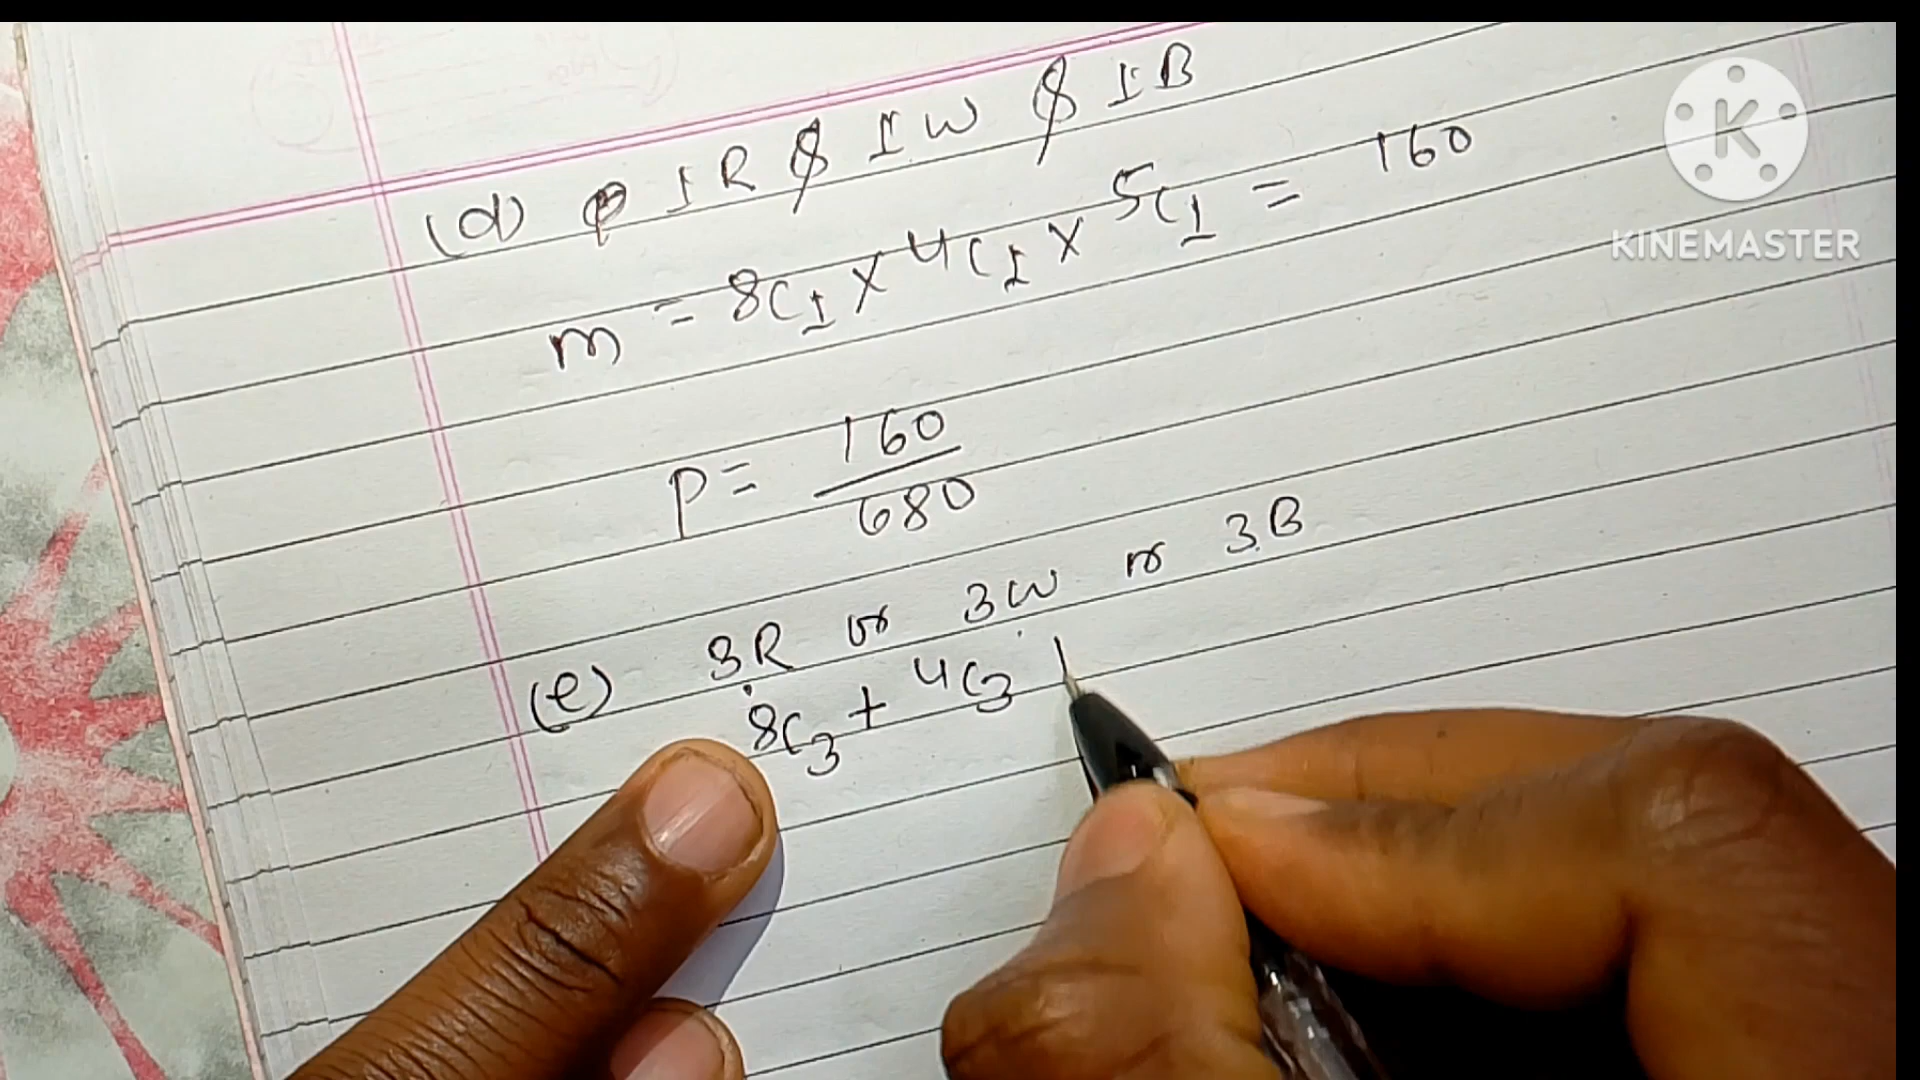 (d) 1R & 1W & 1B
m = 8C1 X 4C1 X 5C1 = 160
P = 160/680
(e) 3R or 3W or 3B
8C3 + 4C3
KINEMASTER